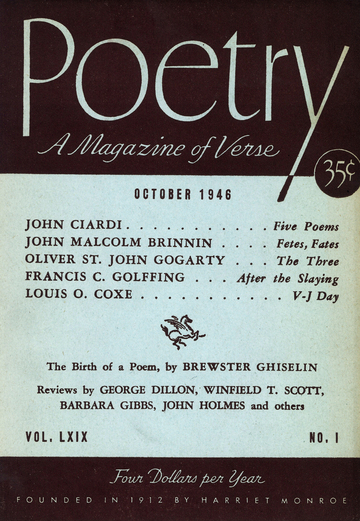 Poetry
A Magazine of Verse
35¢
OCTOBER 1946
JOHN CIARDI . . . . . . . . . . . Five Poems
JOHN MALCOLM BRINNIN . . . . Fetes, Fates
OLIVER ST. JOHN GOGARTY . . . The Three
FRANCIS C. GOLFFING . . . After the Slaying
LOUIS O. COXE . . . . . . . . . . . . V-J Day
The Birth of a Poem, by BREWSTER GHISELIN
Reviews by GEORGE DILLON, WINFIELD T. SCOTT,
BARBARA GIBBS, JOHN HOLMES and others
VOL. LXIX NO. 1
Four Dollars per Year
FOUNDED IN 1912 BY HARRIET MONROE